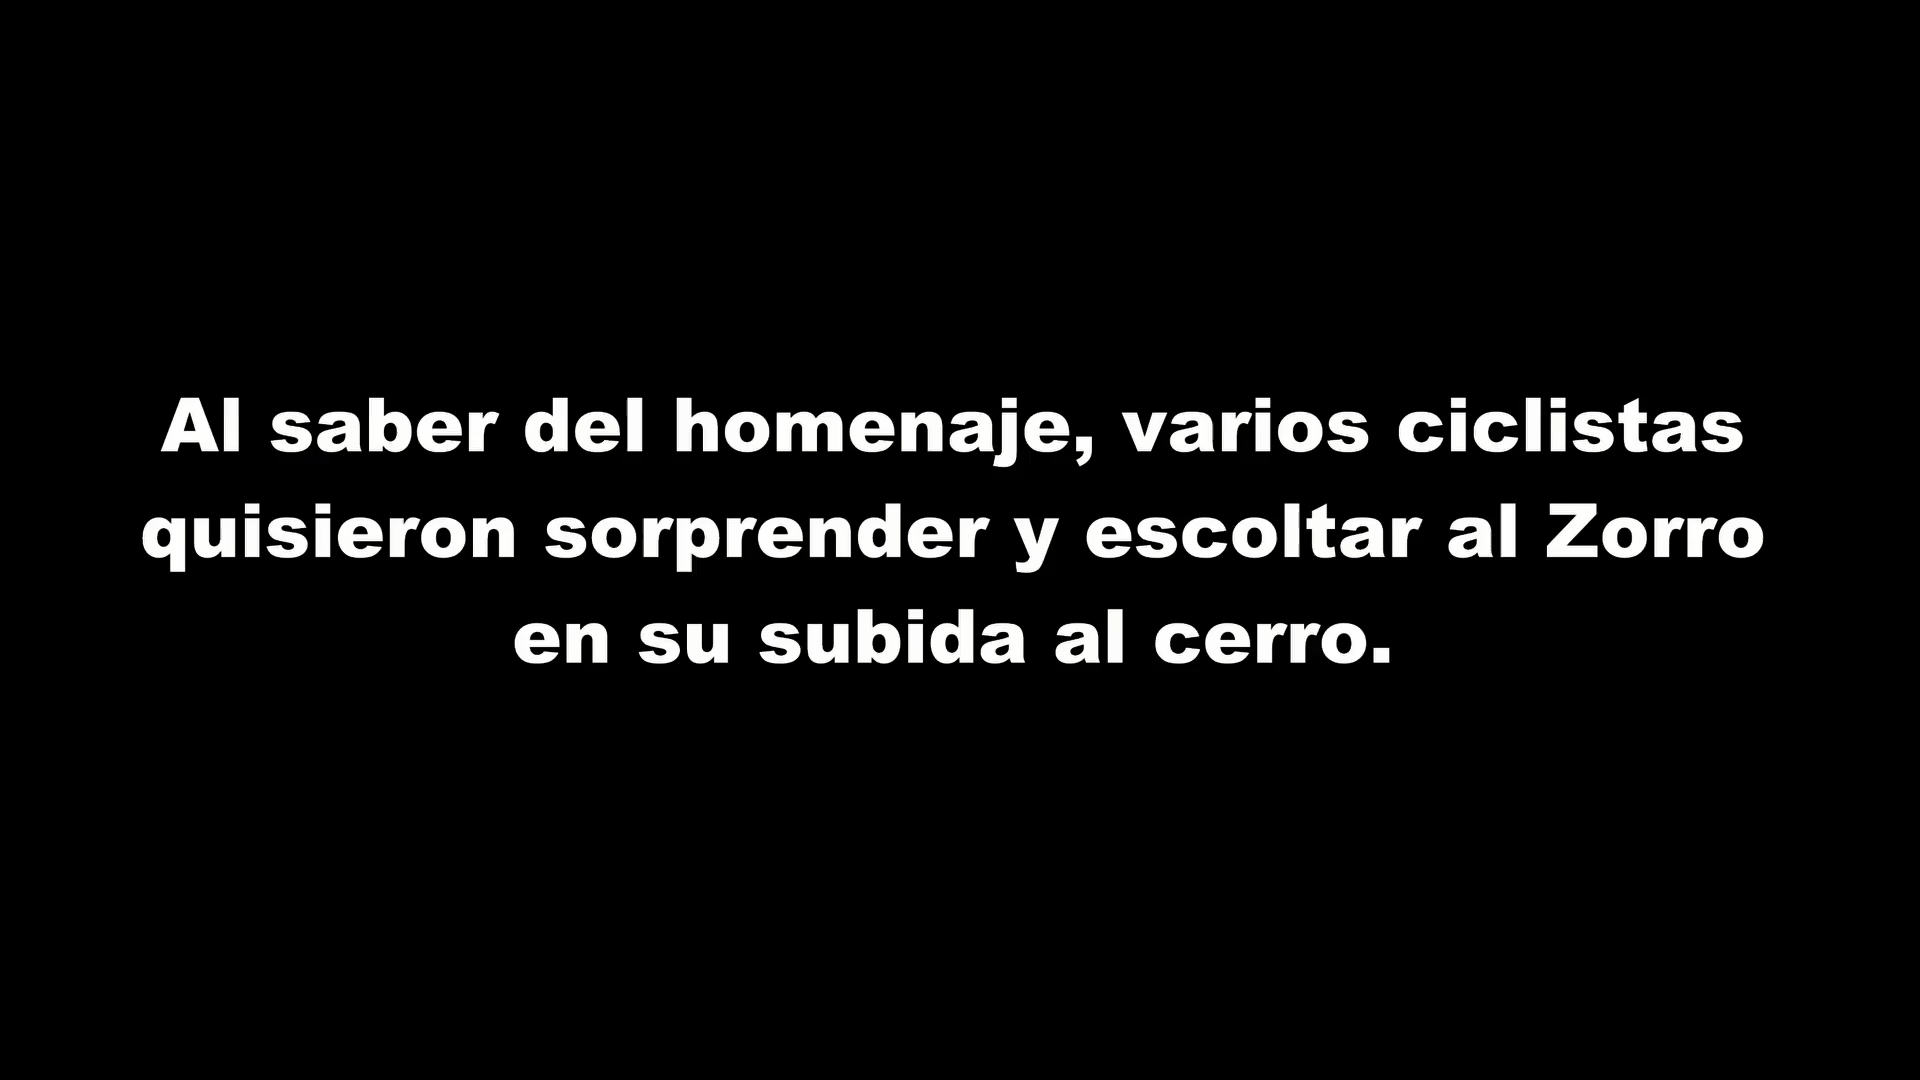 Al saber del homenaje, varios ciclistas
quisieron sorprender y escoltar al Zorro
en su subida al cerro.